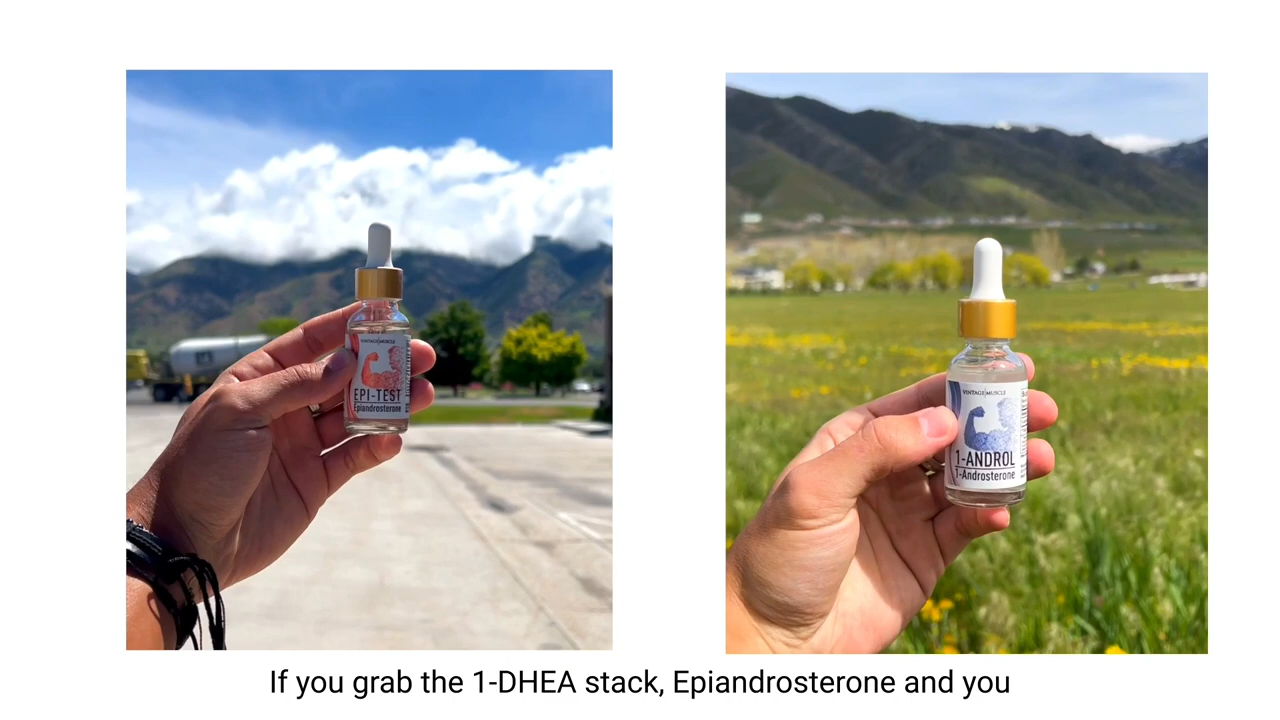 VINTAGE MUSCLE
EPI-TEST
Epiandrosterone
VINTAGE MUSCLE
1-ANDROL
1-Androsterone
If you grab the 1-DHEA stack, Epiandrosterone and you